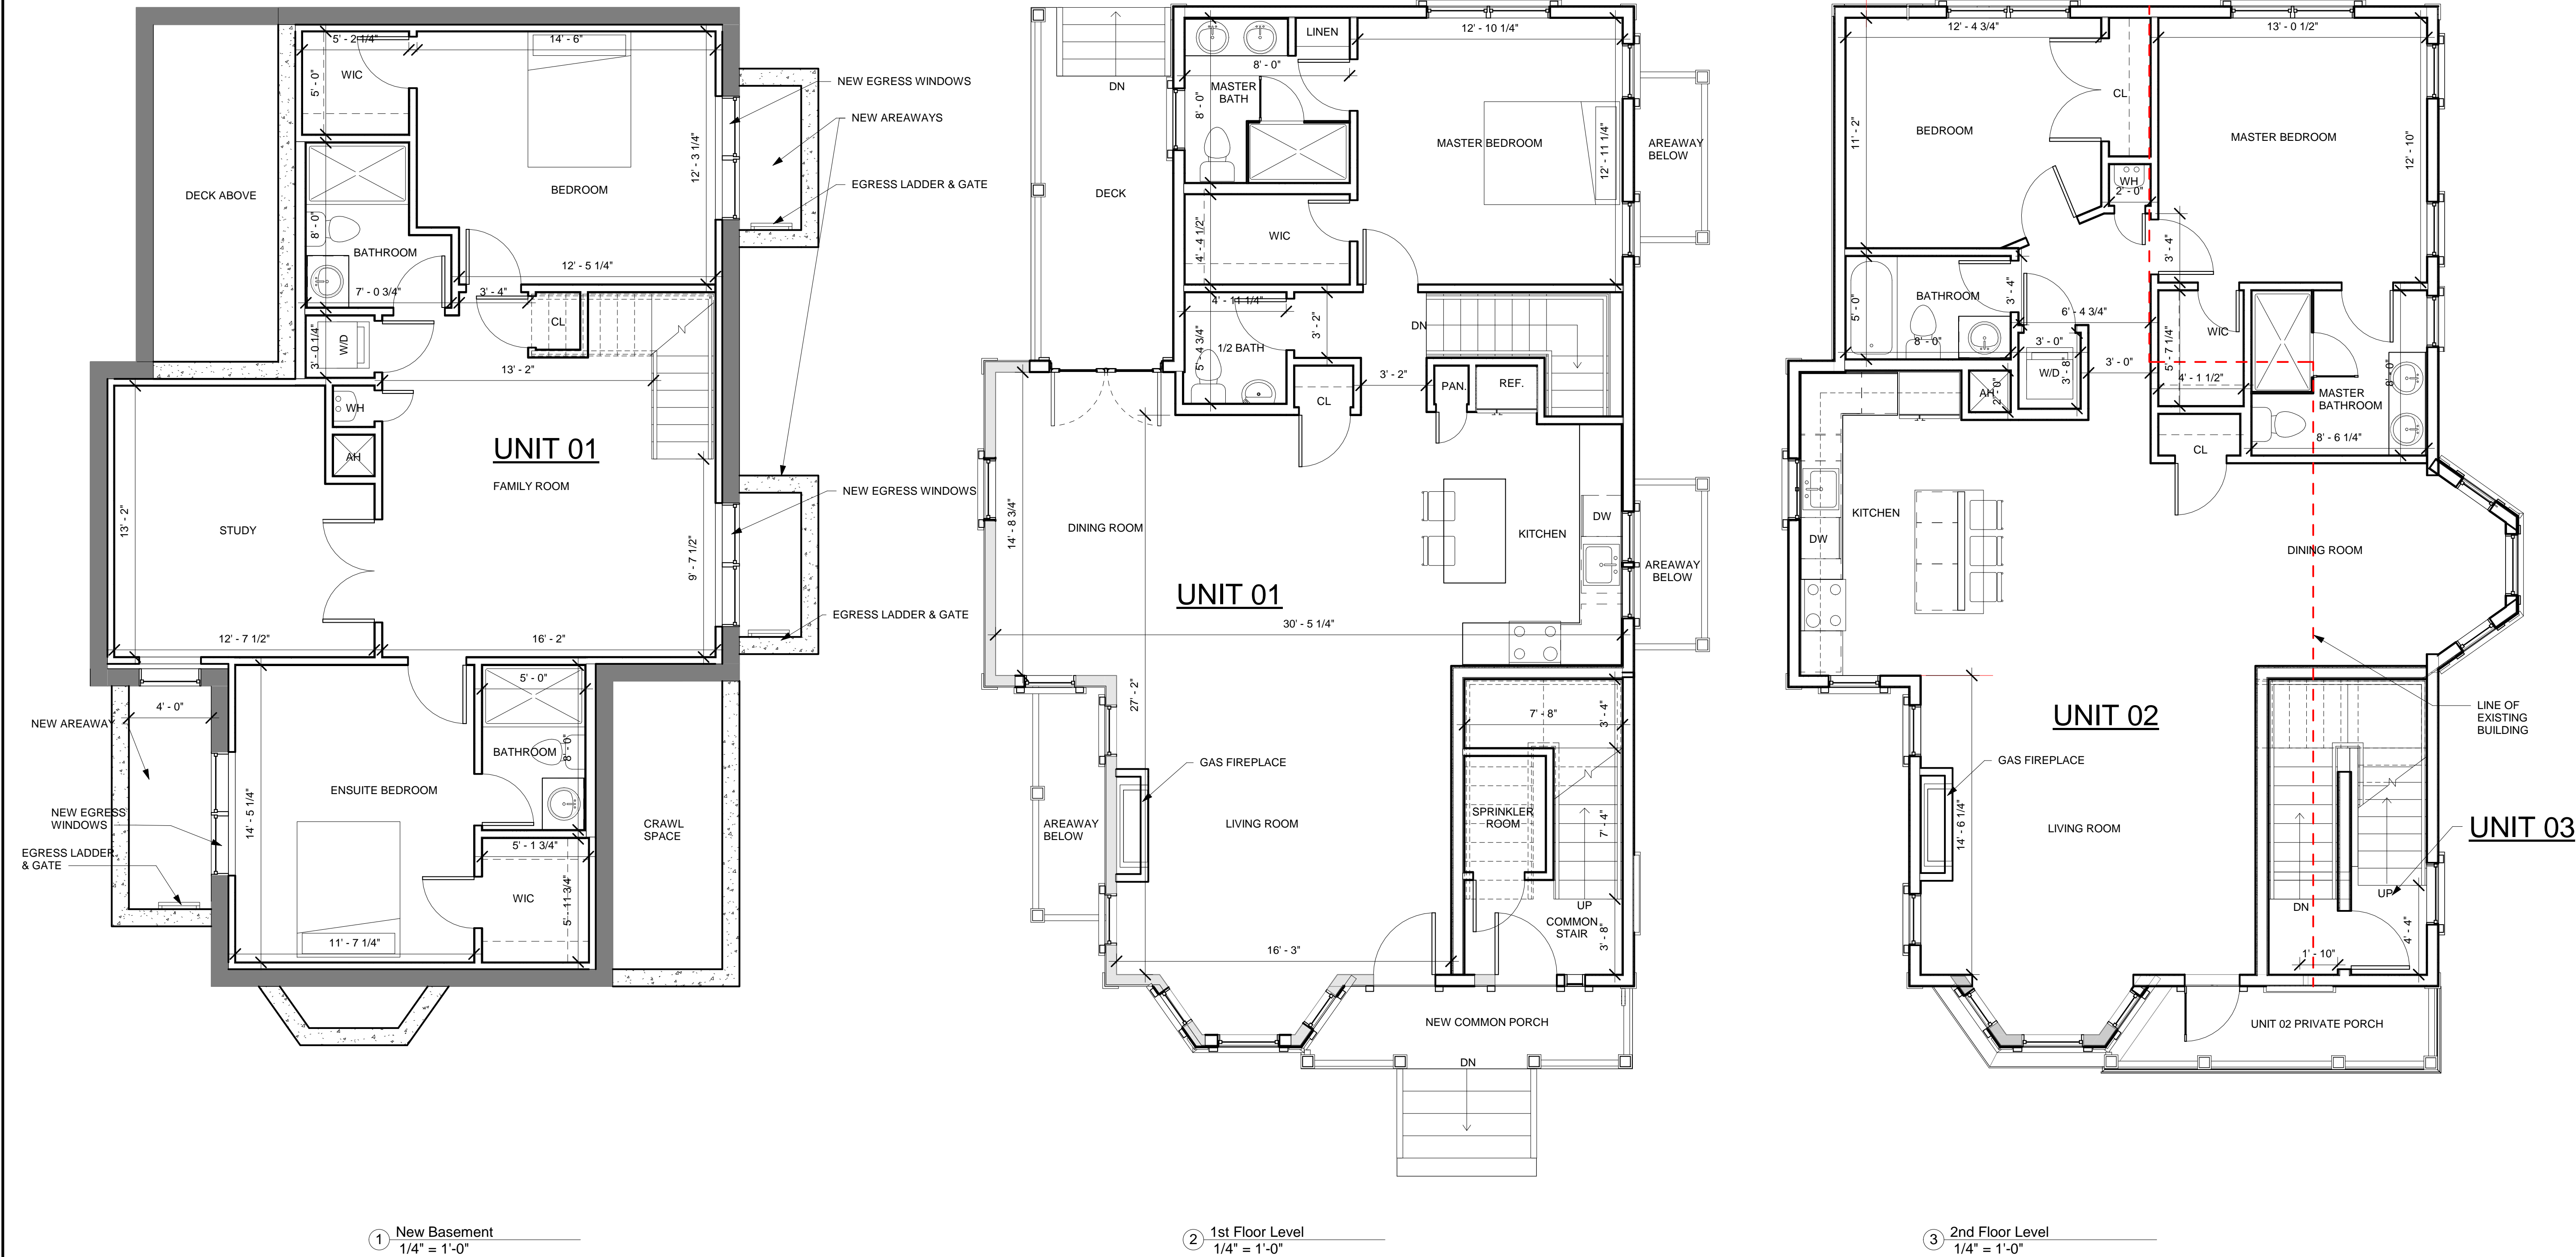 5' - 2 1/4"
14' - 6"
WIC
5' - 0"
NEW EGRESS WINDOWS
NEW AREAWAYS
12' - 3 1/4"
EGRESS LADDER & GATE
BEDROOM
DECK ABOVE
8' - 0"
BATHROOM
12' - 5 1/4"
7' - 0 3/4"
3' - 4"
CL
W/D
3' - 0 1/4"
13' - 2"
WH
UNIT 01
AH
FAMILY ROOM
NEW EGRESS WINDOWS
STUDY
13' - 2"
9' - 7 1/2"
EGRESS LADDER & GATE
12' - 7 1/2"
16' - 2"
5' - 0"
4' - 0"
NEW AREAWAY
BATHROOM
8' - 0"
ENSUITE BEDROOM
14' - 5 1/4"
NEW EGRESS
WINDOWS
CRAWL
SPACE
EGRESS LADDER
& GATE
5' - 1 3/4"
WIC
5' - 11 3/4"
11' - 7 1/4"
1
New Basement
1/4" = 1'-0"
LINEN
12' - 10 1/4"
8' - 0"
DN
MASTER
BATH
8' - 0"
MASTER BEDROOM
12' - 11 1/4"
AREAWAY
BELOW
DECK
WIC
4' - 4 1/2"
4' - 11 1/4"
3' - 2"
DN
1/2 BATH
5' - 4 3/4"
3' - 2"
PAN.
REF.
CL
DINING ROOM
14' - 8 3/4"
DW
KITCHEN
AREAWAY
BELOW
UNIT 01
30' - 5 1/4"
27' - 2"
7' - 8"
3' - 4"
GAS FIREPLACE
AREAWAY
BELOW
LIVING ROOM
SPRINKLER
ROOM
7' - 4"
UP
COMMON
STAIR
3' - 8"
16' - 3"
NEW COMMON PORCH
DN
2
1st Floor Level
1/4" = 1'-0"
12' - 4 3/4"
13' - 0 1/2"
CL
BEDROOM
11' - 2"
MASTER BEDROOM
12' - 10"
WH
2' - 0"
3' - 4"
BATHROOM
5' - 0"
3' - 4"
6' - 4 3/4"
WIC
5' - 7 1/4"
8' - 0"
3' - 0"
3' - 0"
W/D
3' - 8"
4' - 1 1/2"
AH
2' - 0"
MASTER
BATHROOM
8' - 0"
8' - 6 1/4"
CL
KITCHEN
DW
DINING ROOM
UNIT 02
LINE OF
EXISTING
BUILDING
GAS FIREPLACE
LIVING ROOM
14' - 6 1/4"
UNIT 03
UP
DN
4' - 4"
1' - 10"
UNIT 02 PRIVATE PORCH
3
2nd Floor Level
1/4" = 1'-0"